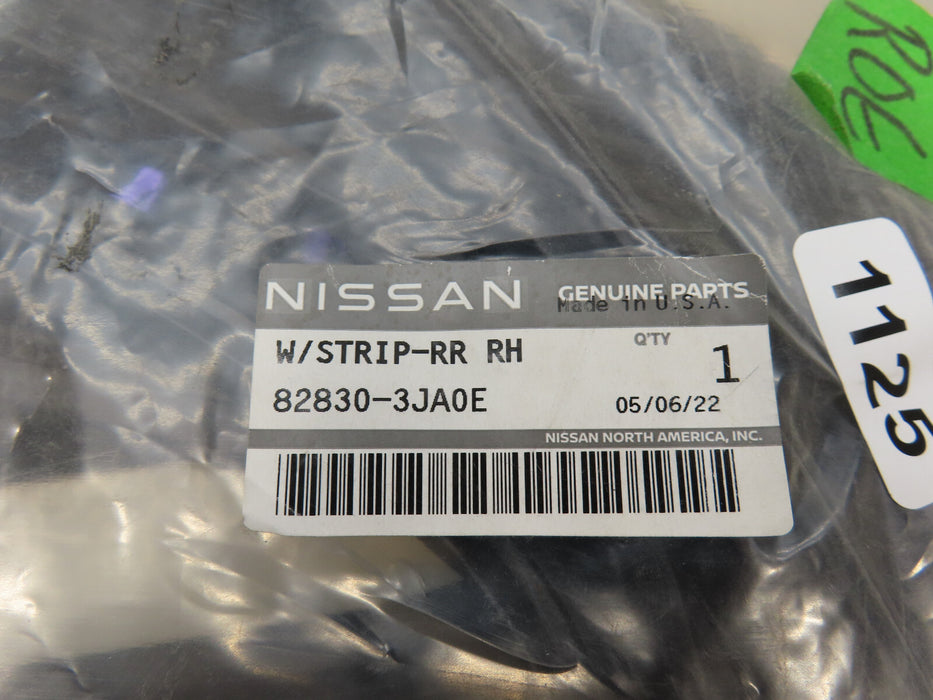 ROE
NISSAN GENUINE PARTS
Made in U.S.A.
W/STRIP-RR RH
Q'TY
1
82830-3JA0E
05/06/22
NISSAN NORTH AMERICA, INC.
1125